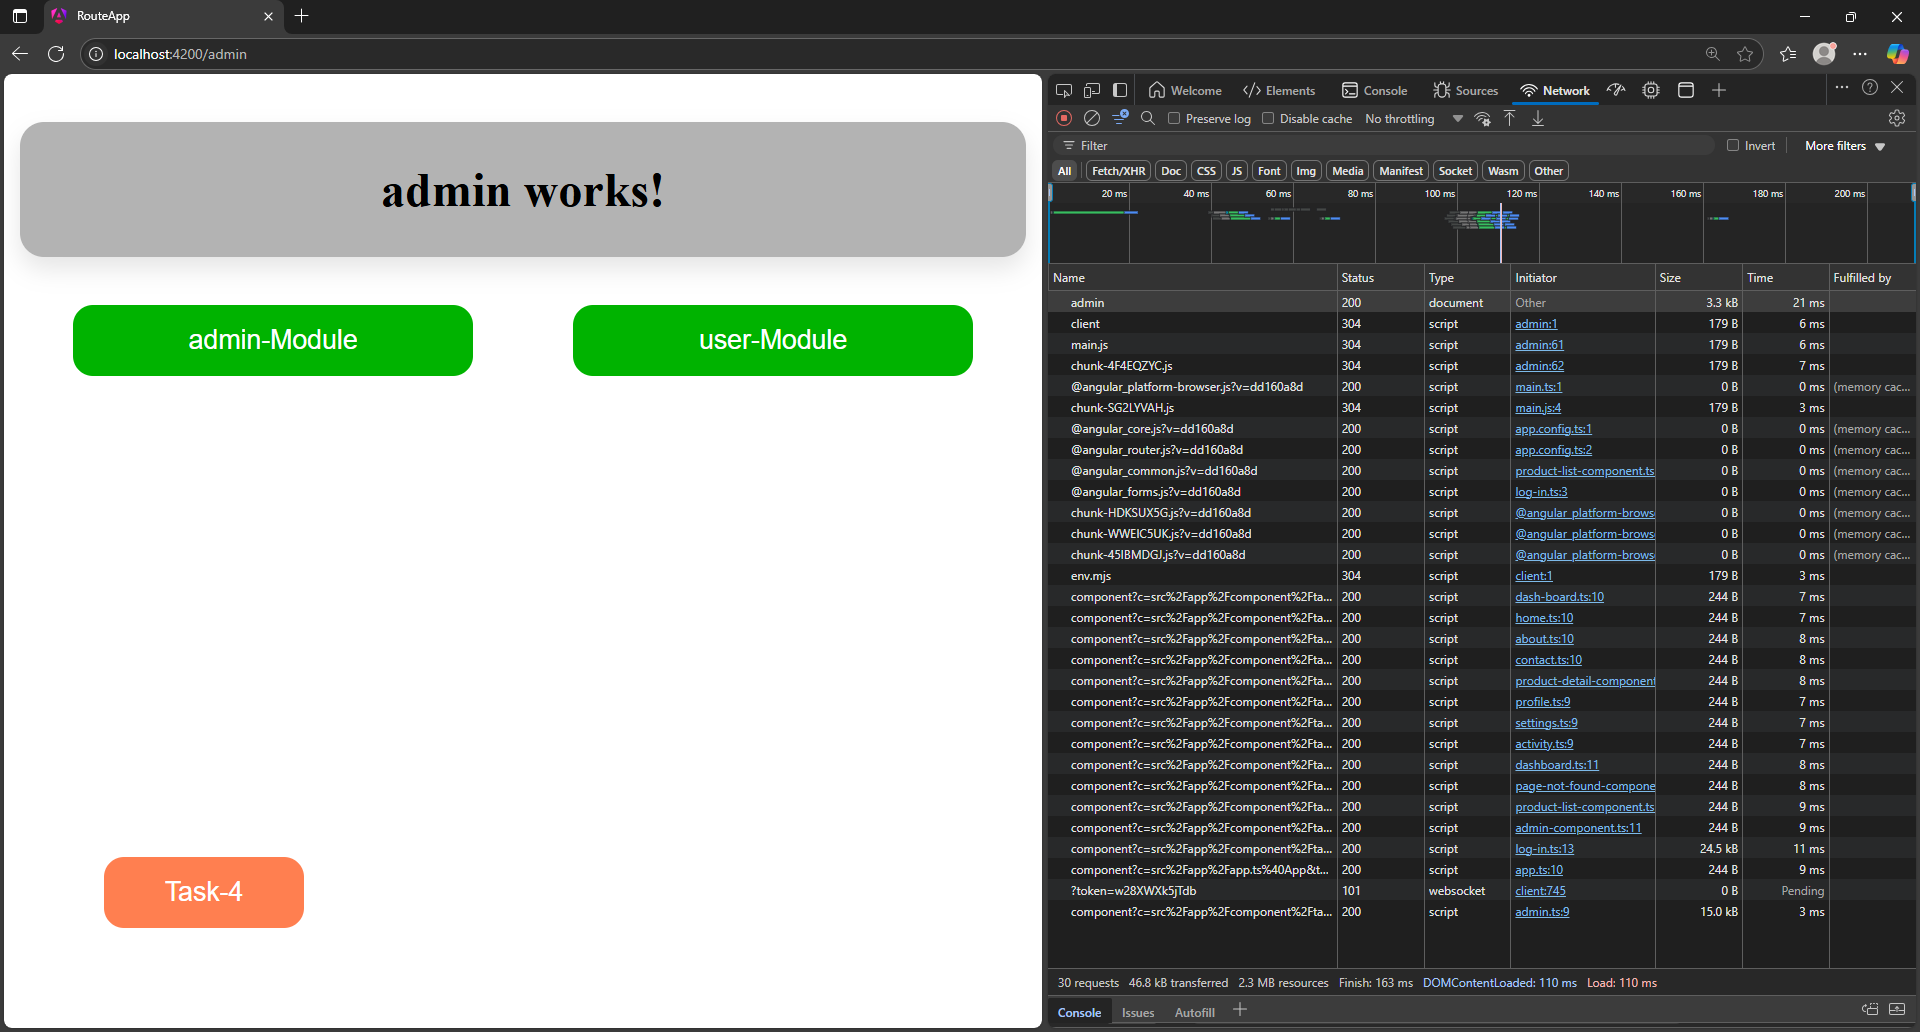 RouteApp
localhost:4200/admin
admin works!
admin-Module
user-Module
Task-4
Welcome Elements Console Sources Network
Preserve log Disable cache No throttling
Filter Invert More filters
All Fetch/XHR Doc CSS JS Font Img Media Manifest Socket Wasm Other
20 ms 40 ms 60 ms 80 ms 100 ms 120 ms 140 ms 160 ms 180 ms 200 ms
Name Status Type Initiator Size Time Fulfilled by
admin 200 document Other 3.3 kB 21 ms
client 304 script admin:1 179 B 6 ms
main.js 304 script admin:61 179 B 6 ms
chunk-4F4EQZYC.js 304 script admin:62 179 B 7 ms
@angular_platform-browser.js?v=dd160a8d 200 script main.ts:1 0 B 0 ms (memory cac...
chunk-SG2LYVAH.js 304 script main.js:4 179 B 3 ms
@angular_core.js?v=dd160a8d 200 script app.config.ts:1 0 B 0 ms (memory cac...
@angular_router.js?v=dd160a8d 200 script app.config.ts:2 0 B 0 ms (memory cac...
@angular_common.js?v=dd160a8d 200 script product-list-component.ts 0 B 0 ms (memory cac...
@angular_forms.js?v=dd160a8d 200 script log-in.ts:3 0 B 0 ms (memory cac...
chunk-HDKSUX5G.js?v=dd160a8d 200 script @angular_platform-brows 0 B 0 ms (memory cac...
chunk-WWEIC5UK.js?v=dd160a8d 200 script @angular_platform-brows 0 B 0 ms (memory cac...
chunk-45IBMDGJ.js?v=dd160a8d 200 script @angular_platform-brows 0 B 0 ms (memory cac...
env.mjs 304 script client:1 179 B 3 ms
component?c=src%2Fapp%2Fcomponent%2Fta... 200 script dash-board.ts:10 244 B 7 ms
component?c=src%2Fapp%2Fcomponent%2Fta... 200 script home.ts:10 244 B 7 ms
component?c=src%2Fapp%2Fcomponent%2Fta... 200 script about.ts:10 244 B 8 ms
component?c=src%2Fapp%2Fcomponent%2Fta... 200 script contact.ts:10 244 B 8 ms
component?c=src%2Fapp%2Fcomponent%2Fta... 200 script product-detail-component 244 B 8 ms
component?c=src%2Fapp%2Fcomponent%2Fta... 200 script profile.ts:9 244 B 7 ms
component?c=src%2Fapp%2Fcomponent%2Fta... 200 script settings.ts:9 244 B 7 ms
component?c=src%2Fapp%2Fcomponent%2Fta... 200 script activity.ts:9 244 B 7 ms
component?c=src%2Fapp%2Fcomponent%2Fta... 200 script dashboard.ts:11 244 B 8 ms
component?c=src%2Fapp%2Fcomponent%2Fta... 200 script page-not-found-compone 244 B 8 ms
component?c=src%2Fapp%2Fcomponent%2Fta... 200 script product-list-component.ts 244 B 9 ms
component?c=src%2Fapp%2Fcomponent%2Fta... 200 script admin-component.ts:11 244 B 9 ms
component?c=src%2Fapp%2Fcomponent%2Fta... 200 script log-in.ts:13 24.5 kB 11 ms
component?c=src%2Fapp%2Fapp.ts%40App&t... 200 script app.ts:10 244 B 9 ms
?token=w28XWXk5jTdb 101 websocket client:745 0 B Pending
component?c=src%2Fapp%2Fcomponent%2Fta... 200 script admin.ts:9 15.0 kB 3 ms
30 requests 46.8 kB transferred 2.3 MB resources Finish: 163 ms DOMContentLoaded: 110 ms Load: 110 ms
Console Issues Autofill